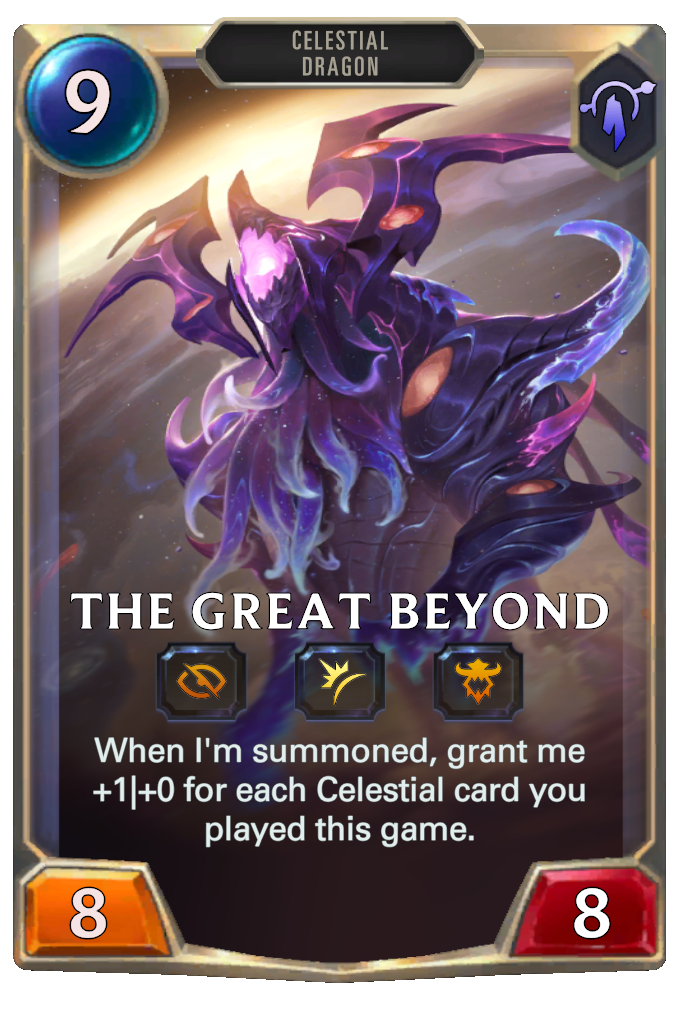 CELESTIAL
DRAGON
9
THE GREAT BEYOND
When I'm summoned, grant me
+1|+0 for each Celestial card you
played this game.
8
8